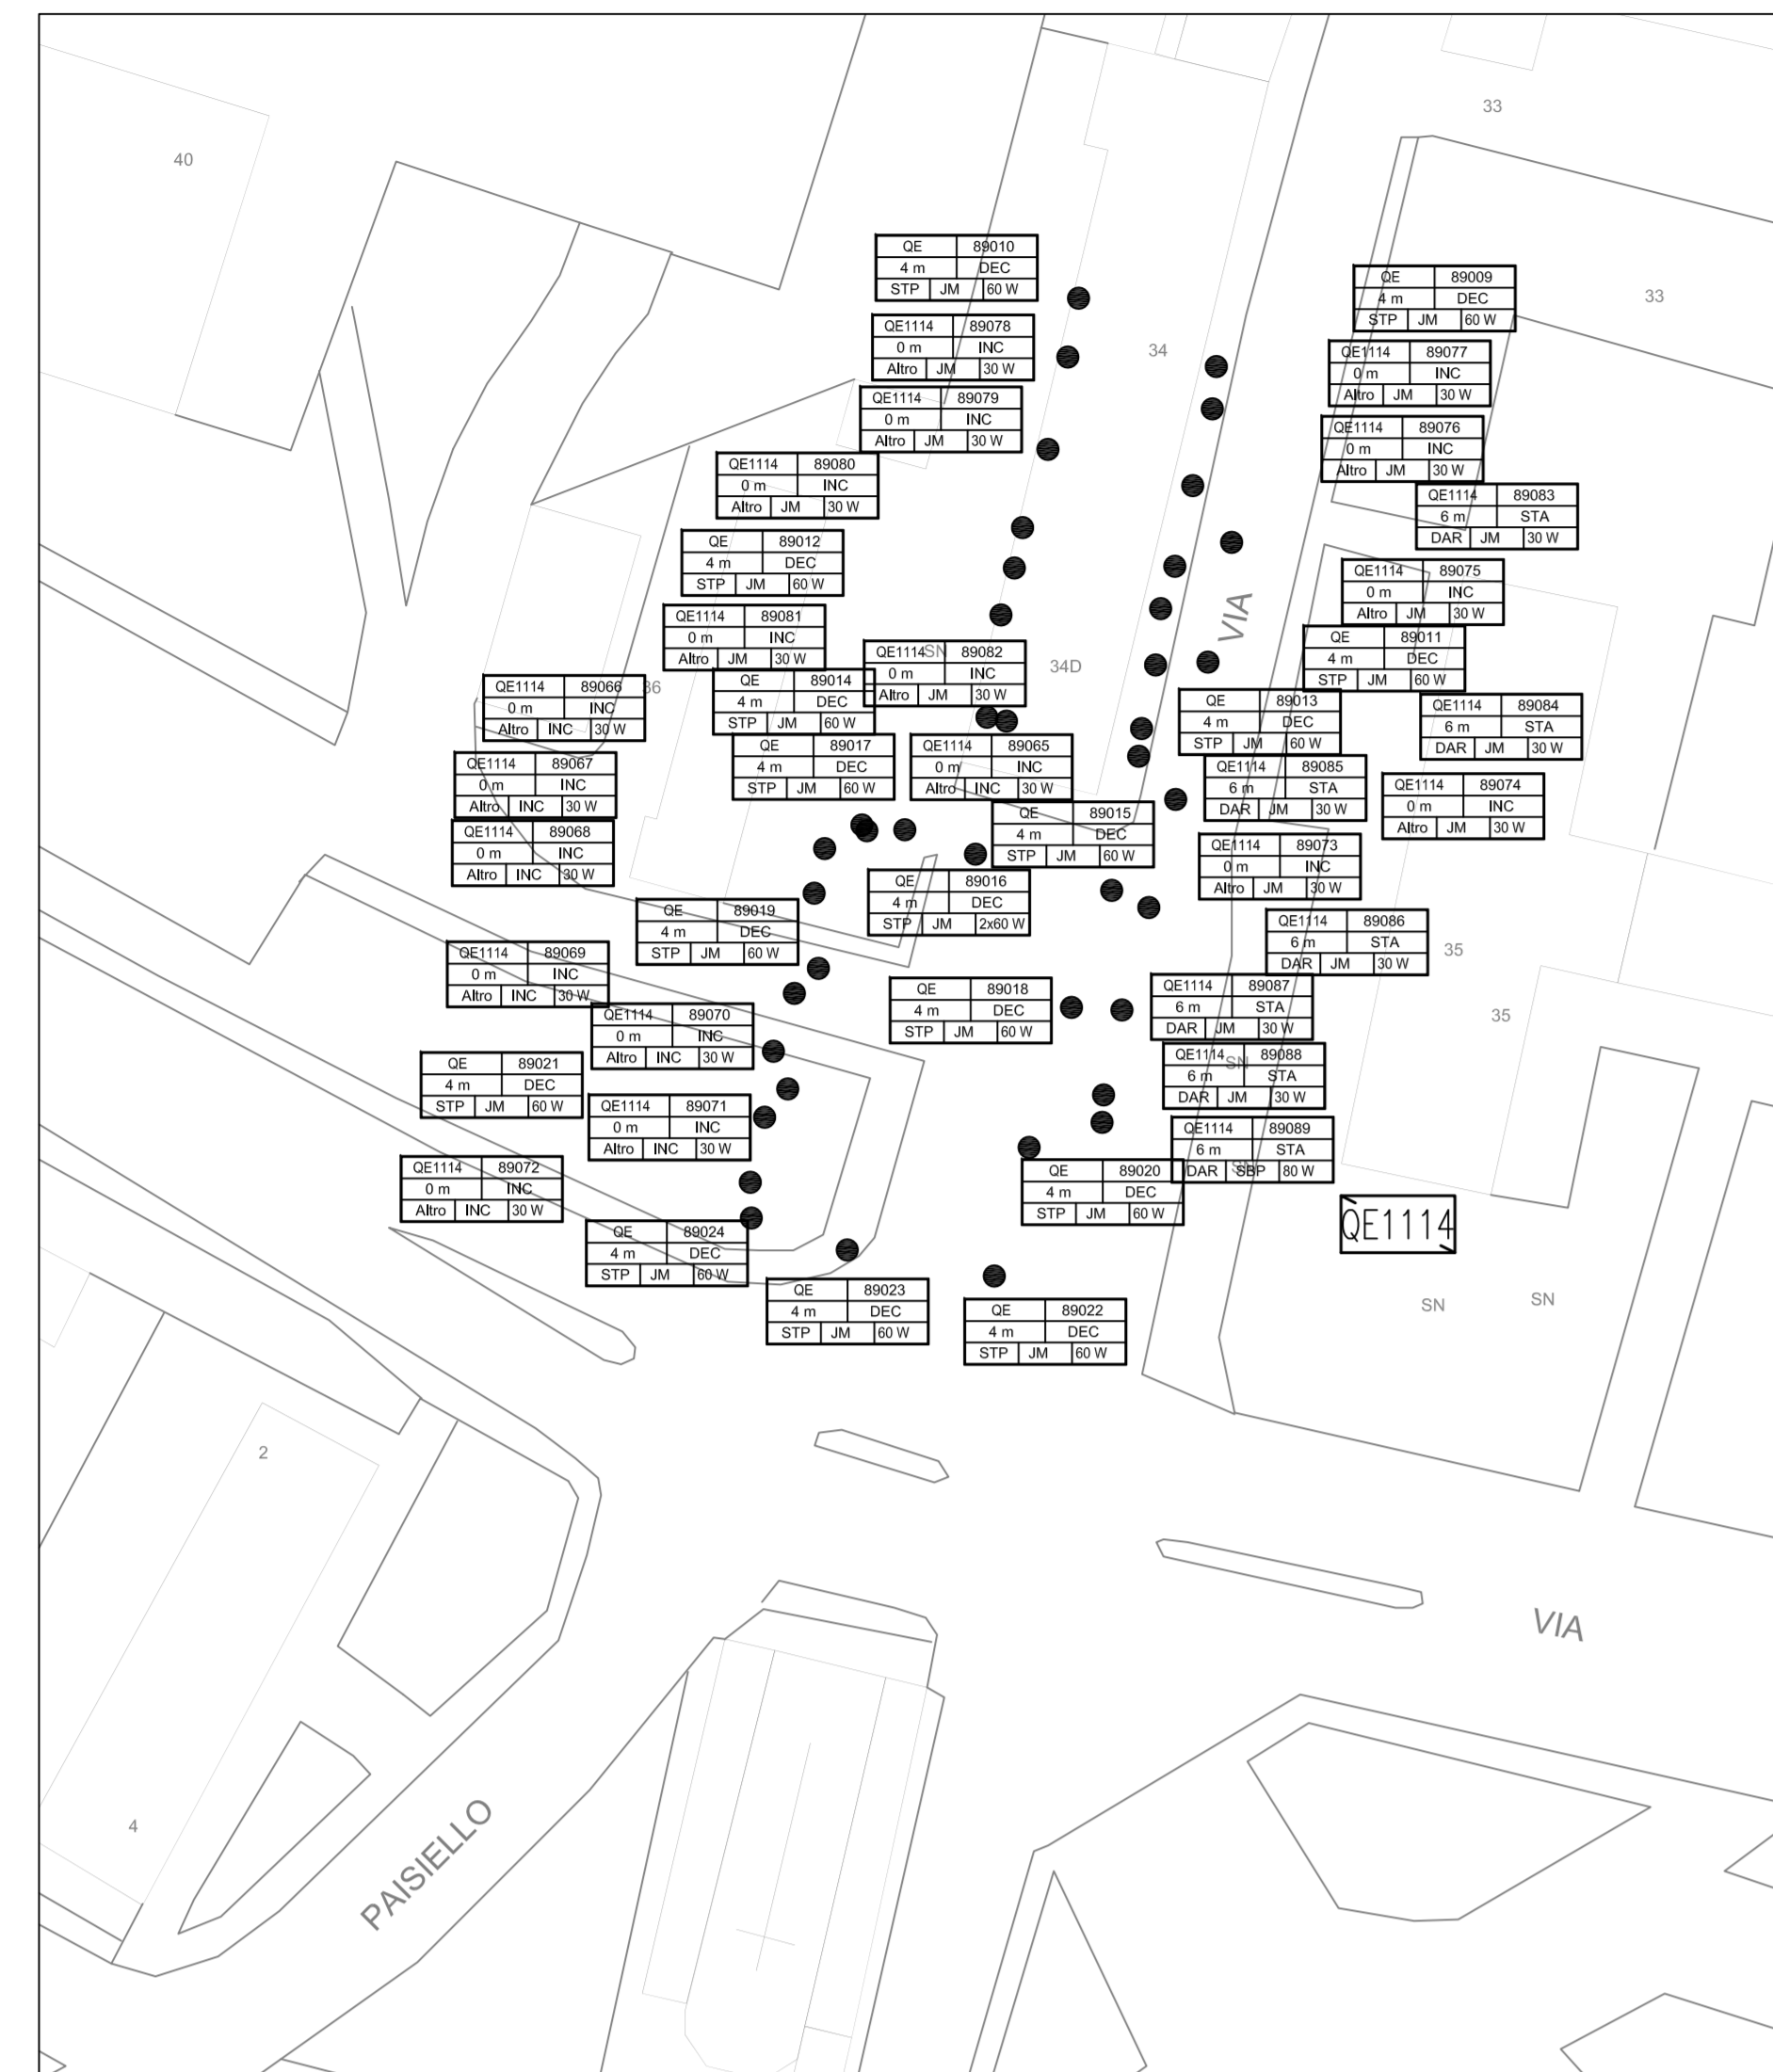 33
40
QE 89010
4 m DEC
STP JM 60 W
QE 89009
4 m DEC
STP JM 60 W
33
QE1114 89078
0 m INC
Altro JM 30 W
34
QE1114 89077
0 m INC
Altro JM 30 W
QE1114 89079
0 m INC
Altro JM 30 W
QE1114 89076
0 m INC
Altro JM 30 W
QE1114 89080
0 m INC
Altro JM 30 W
QE1114 89083
6 m STA
DAR JM 30 W
QE 89012
4 m DEC
STP JM 60 W
QE1114 89075
0 m INC
Altro JM 30 W
VIA
QE1114 89081
0 m INC
Altro JM 30 W
QE 89011
4 m DEC
STP JM 60 W
SN
QE1114 89082
0 m INC
Altro JM 30 W
34D
36
QE1114 89066
0 m INC
Altro INC 30 W
QE 89014
4 m DEC
STP JM 60 W
QE 89013
4 m DEC
STP JM 60 W
QE1114 89084
6 m STA
DAR JM 30 W
QE 89017
4 m DEC
STP JM 60 W
QE1114 89065
0 m INC
Altro INC 30 W
QE1114 89067
0 m INC
Altro INC 30 W
QE1114 89085
6 m STA
DAR JM 30 W
QE1114 89074
0 m INC
Altro JM 30 W
QE 89015
4 m DEC
STP JM 60 W
QE1114 89068
0 m INC
Altro INC 30 W
QE1114 89073
0 m INC
Altro JM 30 W
QE 89016
4 m DEC
STP JM 2x60 W
QE 89019
4 m DEC
STP JM 60 W
QE1114 89086
6 m STA
DAR JM 30 W
35
QE1114 89069
0 m INC
Altro INC 30 W
QE 89018
4 m DEC
STP JM 60 W
QE1114 89087
6 m STA
DAR JM 30 W
35
QE1114 89070
0 m INC
Altro INC 30 W
QE1114 89088
6 m STA
DAR JM 30 W
SN
QE 89021
4 m DEC
STP JM 60 W
QE1114 89071
0 m INC
Altro INC 30 W
QE1114 89089
6 m STA
DAR SBP 80 W
SN
QE1114 89072
0 m INC
Altro INC 30 W
QE 89020
4 m DEC
STP JM 60 W
QE1114
QE 89024
4 m DEC
STP JM 60 W
QE 89023
4 m DEC
STP JM 60 W
QE 89022
4 m DEC
STP JM 60 W
SN
SN
2
VIA
4
PAISIELLO